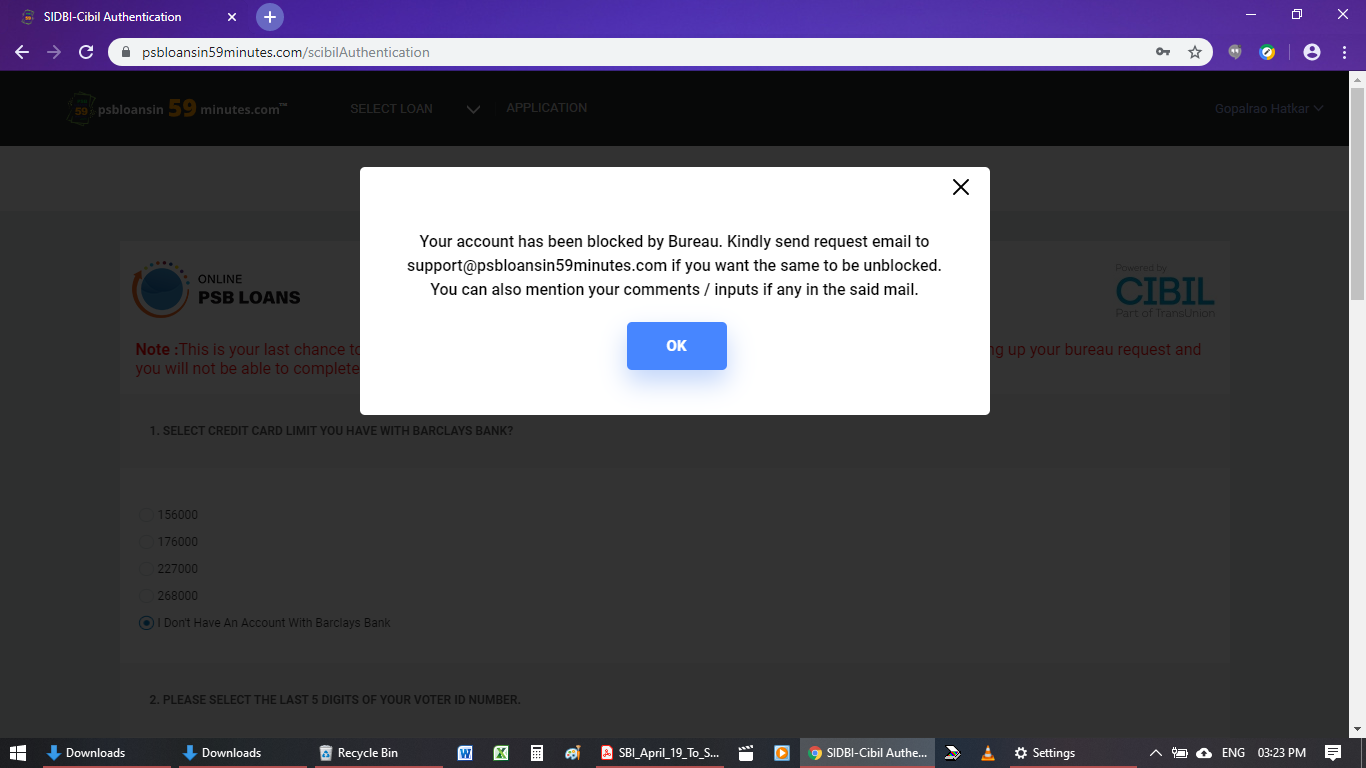 SIDBI-Cibil Authentication
psbloansin59minutes.com/scibilAuthentication
psbloansin 59 minutes.com™
SELECT LOAN
APPLICATION
Gopalrao Hatkar
Your account has been blocked by Bureau. Kindly send request email to
support@psbloansin59minutes.com if you want the same to be unblocked.
You can also mention your comments / inputs if any in the said mail.
OK
ONLINE
PSB LOANS
Powered by
CIBIL
Part of TransUnion
Note :This is your last chance to
ng up your bureau request and
you will not be able to complete
1. SELECT CREDIT CARD LIMIT YOU HAVE WITH BARCLAYS BANK?
156000
176000
227000
268000
I Don't Have An Account With Barclays Bank
2. PLEASE SELECT THE LAST 5 DIGITS OF YOUR VOTER ID NUMBER.
Downloads
Downloads
Recycle Bin
SBI_April_19_To_S...
SIDBI-Cibil Authe...
Settings
ENG
03:23 PM